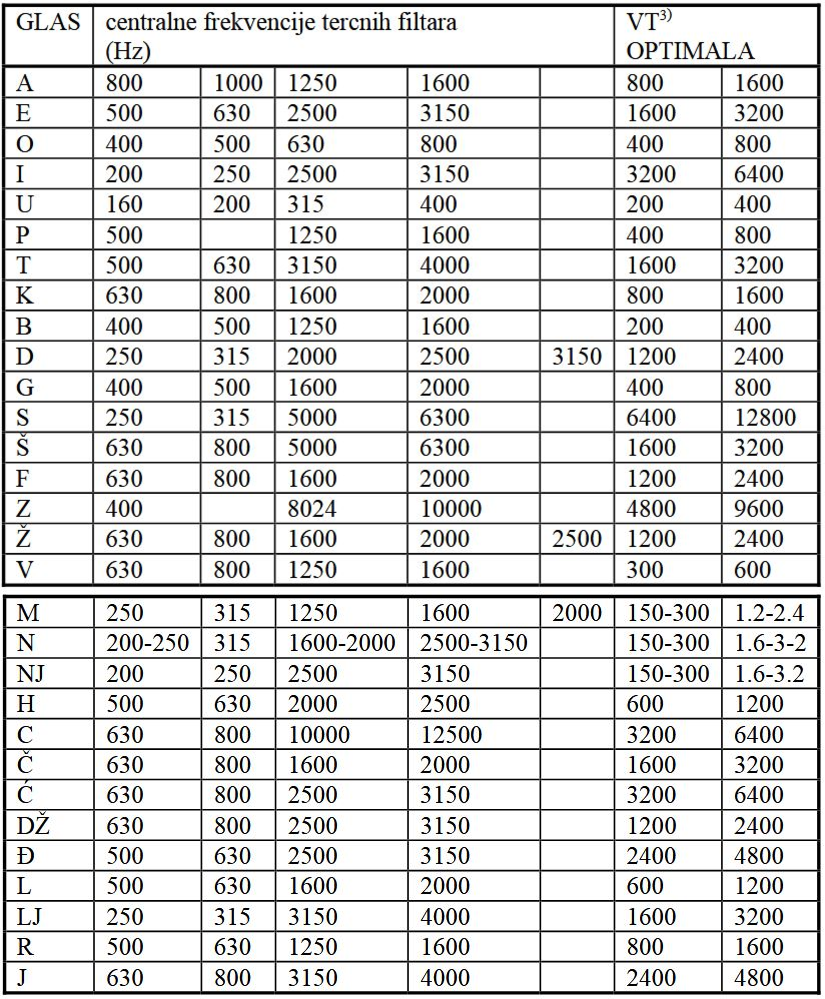 GLAS centralne frekvencije tercnih filtara (Hz) VT3) OPTIMALA
A 800 1000 1250 1600 800 1600
E 500 630 2500 3150 1600 3200
O 400 500 630 800 400 800
I 200 250 2500 3150 3200 6400
U 160 200 315 400 200 400
P 500 1250 1600 400 800
T 500 630 3150 4000 1600 3200
K 630 800 1600 2000 800 1600
B 400 500 1250 1600 200 400
D 250 315 2000 2500 3150 1200 2400
G 400 500 1600 2000 400 800
S 250 315 5000 6300 6400 12800
Š 630 800 5000 6300 1600 3200
F 630 800 1600 2000 1200 2400
Z 400 8024 10000 4800 9600
Ž 630 800 1600 2000 2500 1200 2400
V 630 800 1250 1600 300 600
M 250 315 1250 1600 2000 150-300 1.2-2.4
N 200-250 315 1600-2000 2500-3150 150-300 1.6-3-2
NJ 200 250 2500 3150 150-300 1.6-3.2
H 500 630 2000 2500 600 1200
C 630 800 10000 12500 3200 6400
Č 630 800 1600 2000 1600 3200
Ć 630 800 2500 3150 3200 6400
DŽ 630 800 2500 3150 1200 2400
Đ 500 630 2500 3150 2400 4800
L 500 630 1600 2000 600 1200
LJ 250 315 3150 4000 1600 3200
R 500 630 1250 1600 800 1600
J 630 800 3150 4000 2400 4800